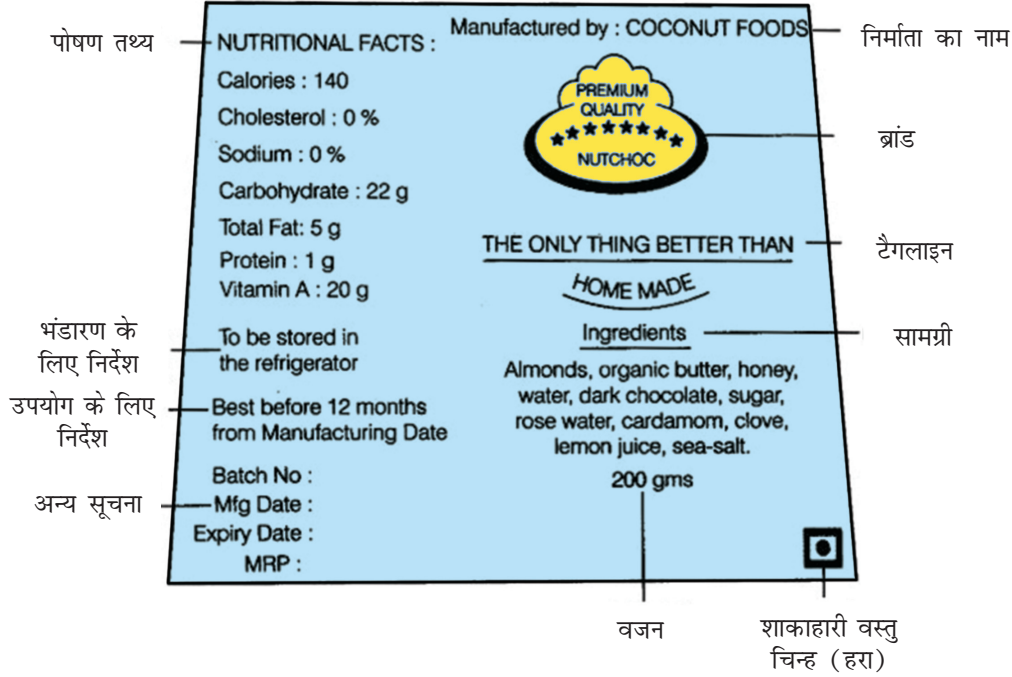 पोषण तथ्य
NUTRITIONAL FACTS :
Calories : 140
Cholesterol : 0 %
Sodium : 0 %
Carbohydrate : 22 g
Total Fat: 5 g
Protein : 1 g
Vitamin A : 20 g
भंडारण के
लिए निर्देश
To be stored in
the refrigerator
उपयोग के लिए
निर्देश
Best before 12 months
from Manufacturing Date
अन्य सूचना
Batch No :
Mfg Date :
Expiry Date :
MRP :
Manufactured by : COCONUT FOODS
निर्माता का नाम
PREMIUM
QUALITY
NUTCHOC
ब्रांड
THE ONLY THING BETTER THAN
HOME MADE
टैगलाइन
Ingredients
सामग्री
Almonds, organic butter, honey,
water, dark chocolate, sugar,
rose water, cardamom, clove,
lemon juice, sea-salt.
200 gms
वजन
शाकाहारी वस्तु
चिन्ह (हरा)